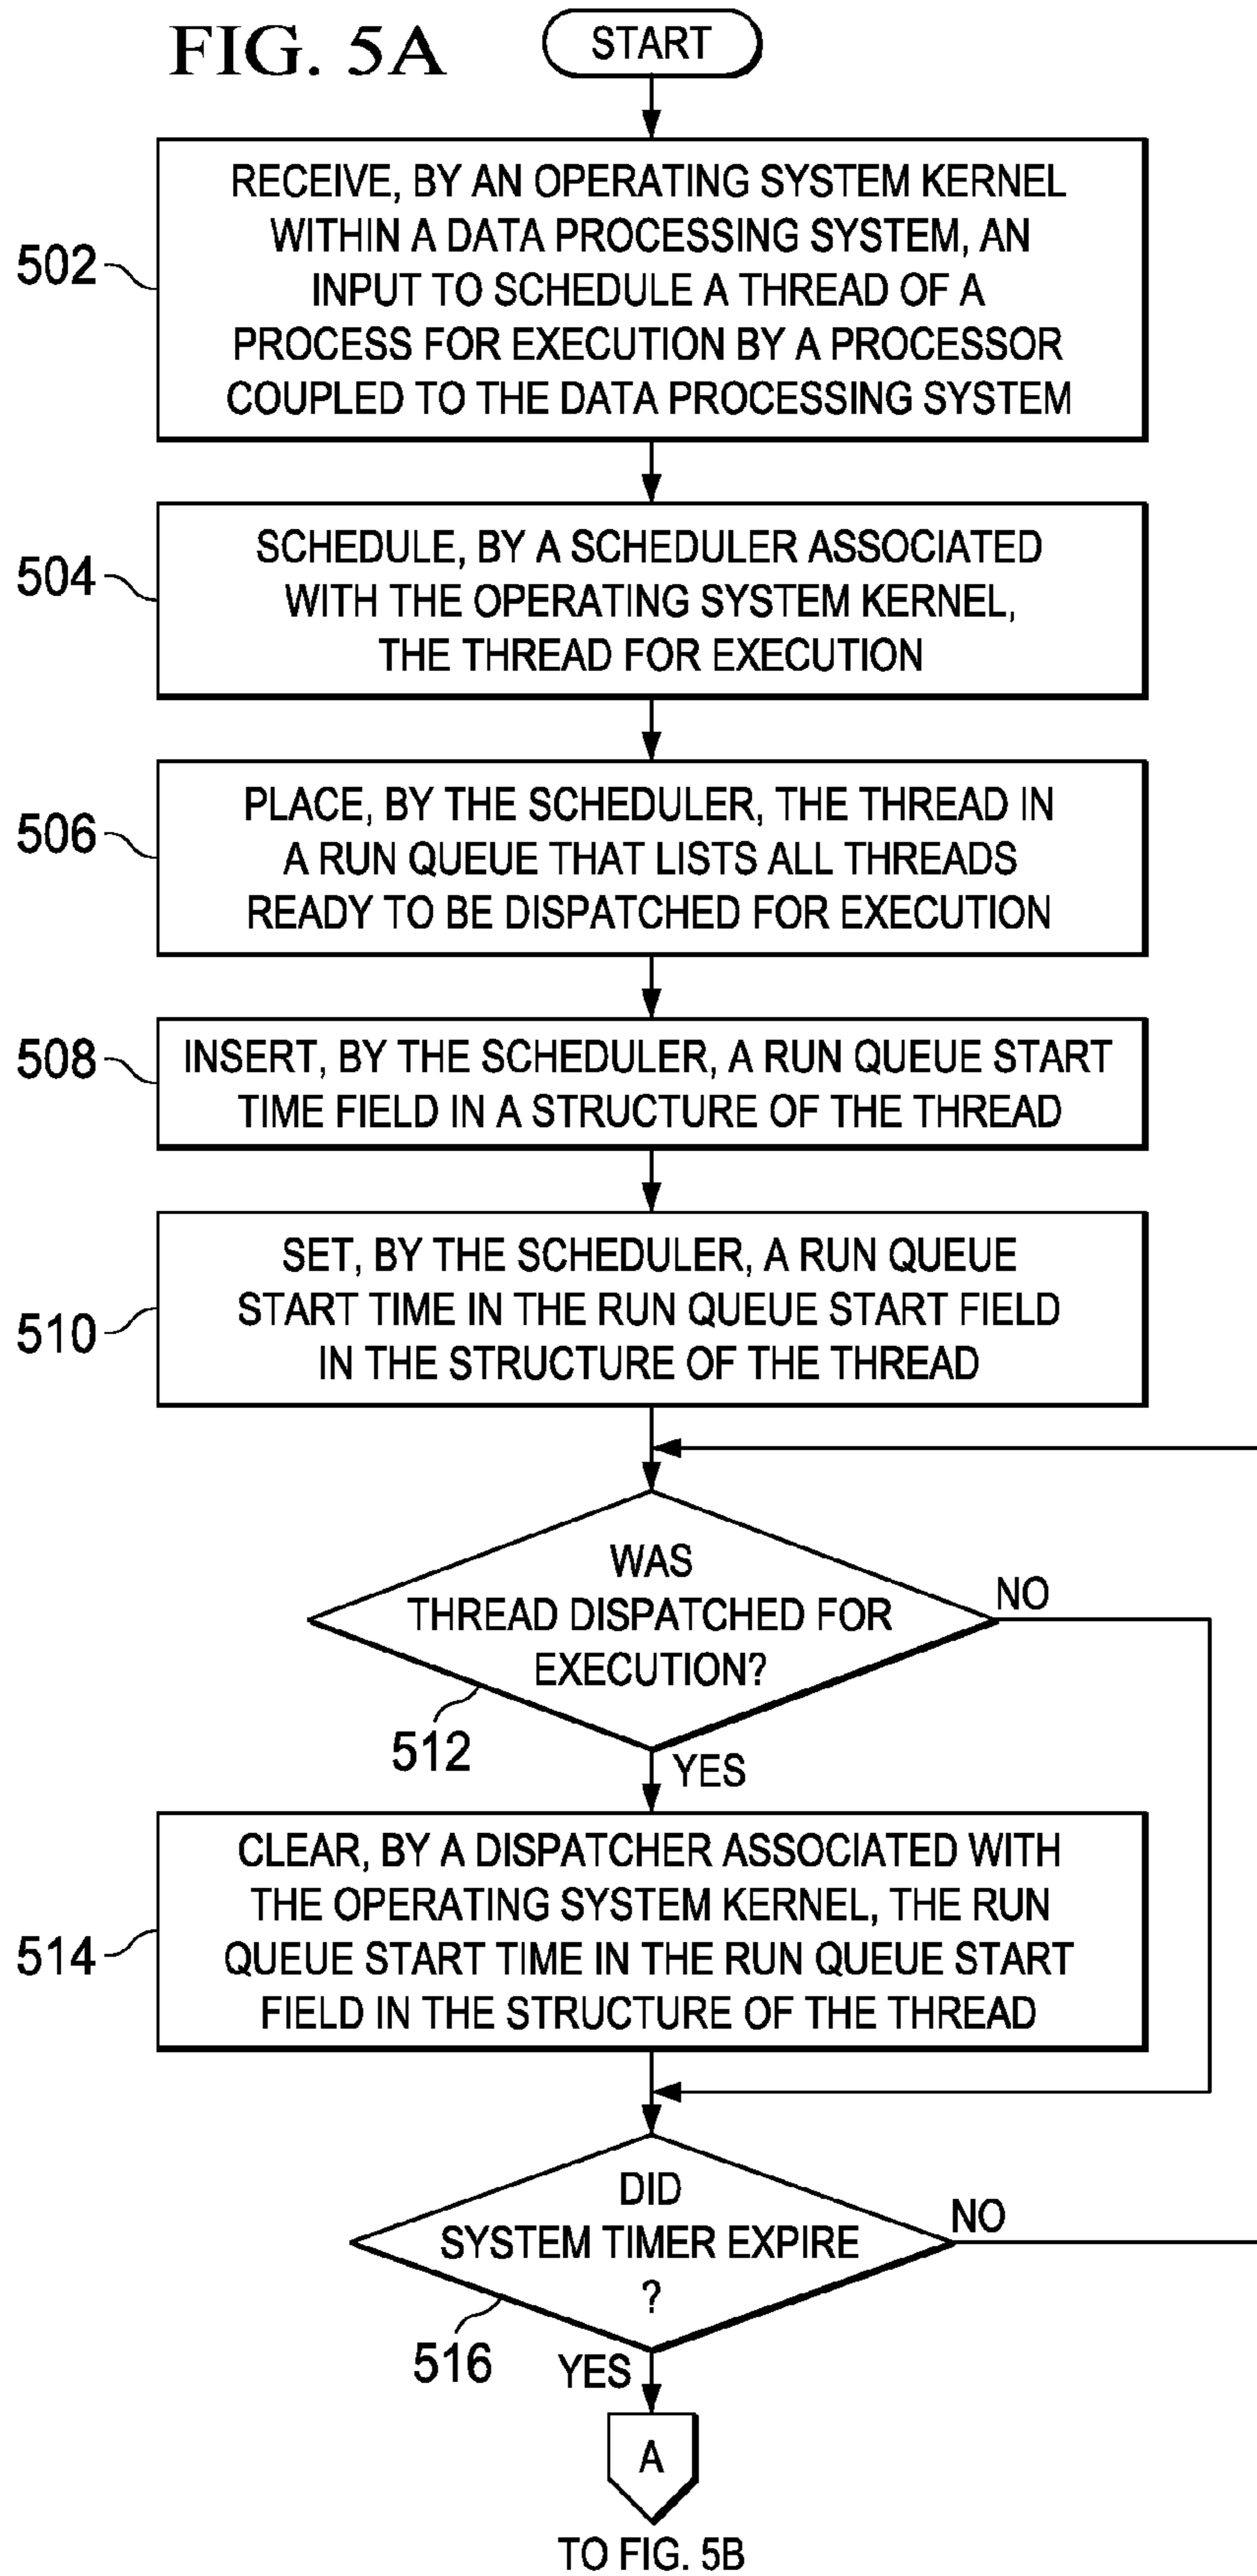 FIG. 5A
START
502
RECEIVE, BY AN OPERATING SYSTEM KERNEL
WITHIN A DATA PROCESSING SYSTEM, AN
INPUT TO SCHEDULE A THREAD OF A
PROCESS FOR EXECUTION BY A PROCESSOR
COUPLED TO THE DATA PROCESSING SYSTEM
504
SCHEDULE, BY A SCHEDULER ASSOCIATED
WITH THE OPERATING SYSTEM KERNEL,
THE THREAD FOR EXECUTION
506
PLACE, BY THE SCHEDULER, THE THREAD IN
A RUN QUEUE THAT LISTS ALL THREADS
READY TO BE DISPATCHED FOR EXECUTION
508
INSERT, BY THE SCHEDULER, A RUN QUEUE START
TIME FIELD IN A STRUCTURE OF THE THREAD
510
SET, BY THE SCHEDULER, A RUN QUEUE
START TIME IN THE RUN QUEUE START FIELD
IN THE STRUCTURE OF THE THREAD
WAS
THREAD DISPATCHED FOR
EXECUTION?
NO
512
YES
514
CLEAR, BY A DISPATCHER ASSOCIATED WITH
THE OPERATING SYSTEM KERNEL, THE RUN
QUEUE START TIME IN THE RUN QUEUE START
FIELD IN THE STRUCTURE OF THE THREAD
DID
SYSTEM TIMER EXPIRE
?
NO
516
YES
A
TO FIG. 5B